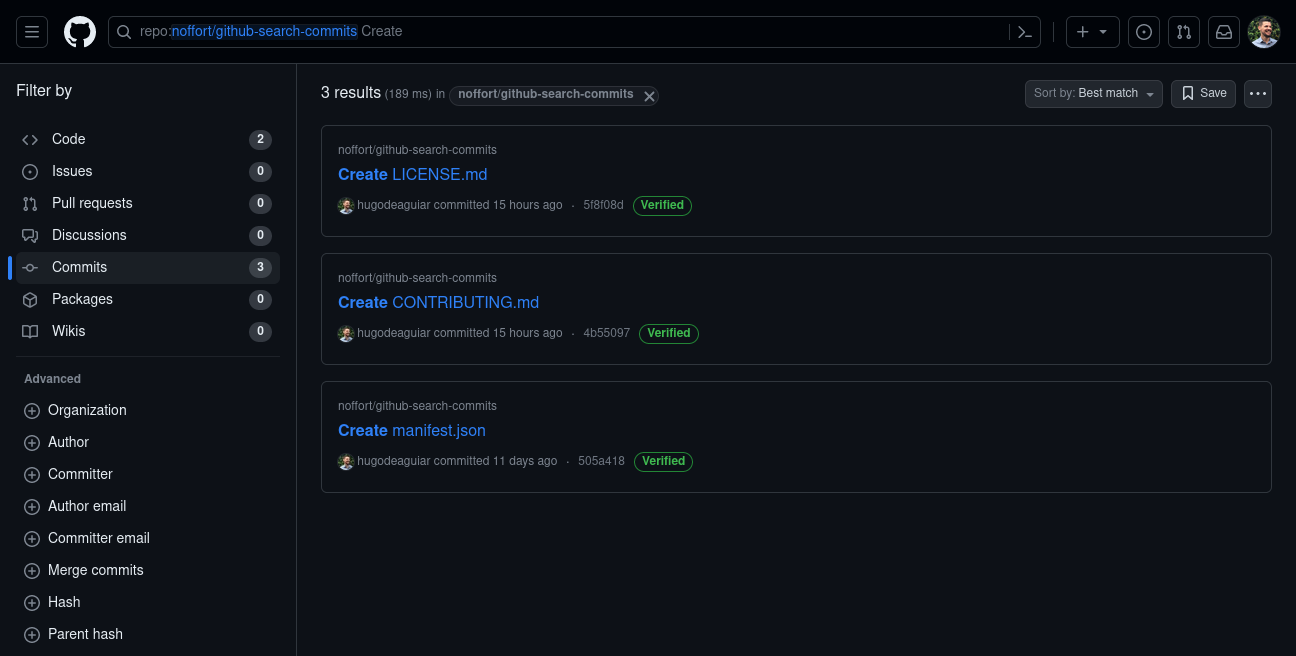 repo:noffort/github-search-commits Create
Filter by
Code 2
Issues 0
Pull requests 0
Discussions 0
Commits 3
Packages 0
Wikis 0
Advanced
Organization
Author
Committer
Author email
Committer email
Merge commits
Hash
Parent hash
3 results (189 ms) in noffort/github-search-commits
Sort by: Best match
Save
noffort/github-search-commits
Create LICENSE.md
hugodeaguiar committed 15 hours ago · 5f8f08d Verified
noffort/github-search-commits
Create CONTRIBUTING.md
hugodeaguiar committed 15 hours ago · 4b55097 Verified
noffort/github-search-commits
Create manifest.json
hugodeaguiar committed 11 days ago · 505a418 Verified